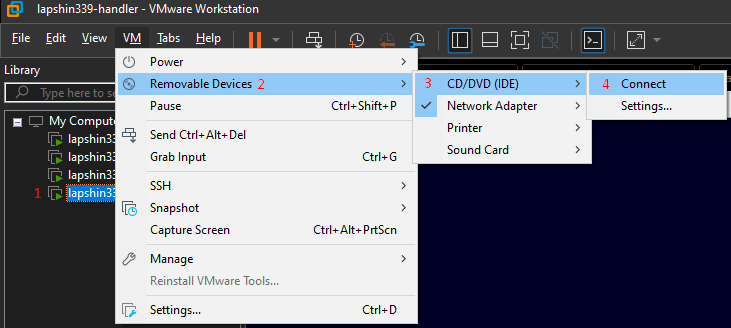 lapshin339-handler - VMware Workstation
File Edit View VM Tabs Help
Library
Type here to se
My Compute
lapshin33
lapshin33
lapshin33
1 lapshin33
Power
Removable Devices 2
Pause Ctrl+Shift+P
Send Ctrl+Alt+Del
Grab Input Ctrl+G
SSH
Snapshot
Capture Screen Ctrl+Alt+PrtScn
Manage
Reinstall VMware Tools...
Settings... Ctrl+D
3 CD/DVD (IDE)
Network Adapter
Printer
Sound Card
4 Connect
Settings...